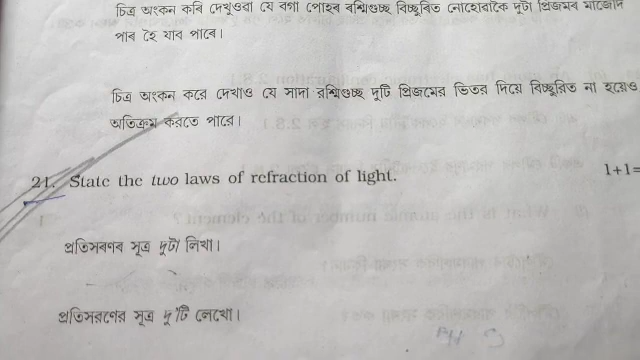 চিত্ৰ অংকন কৰি দেখুওৱা যে বগা পোহৰ ৰশ্মিগুচ্ছ বিচ্ছুৰিত নোহোৱাকৈ দুটা প্ৰিজমৰ মাজেদি
পাৰ হৈ যাব পাৰে।
চিত্র অংকন করে দেখাও যে সাদা রশ্মিগুচ্ছ দুটি প্রিজমের ভিতর দিয়ে বিচ্ছুরিত না হয়েও
অতিক্রম করতে পারে।
21. State the two laws of refraction of light. 1+1=
প্ৰতিসৰণৰ সূত্ৰ দুটা লিখা।
প্রতিসরণের সূত্র দু'টি লেখো।